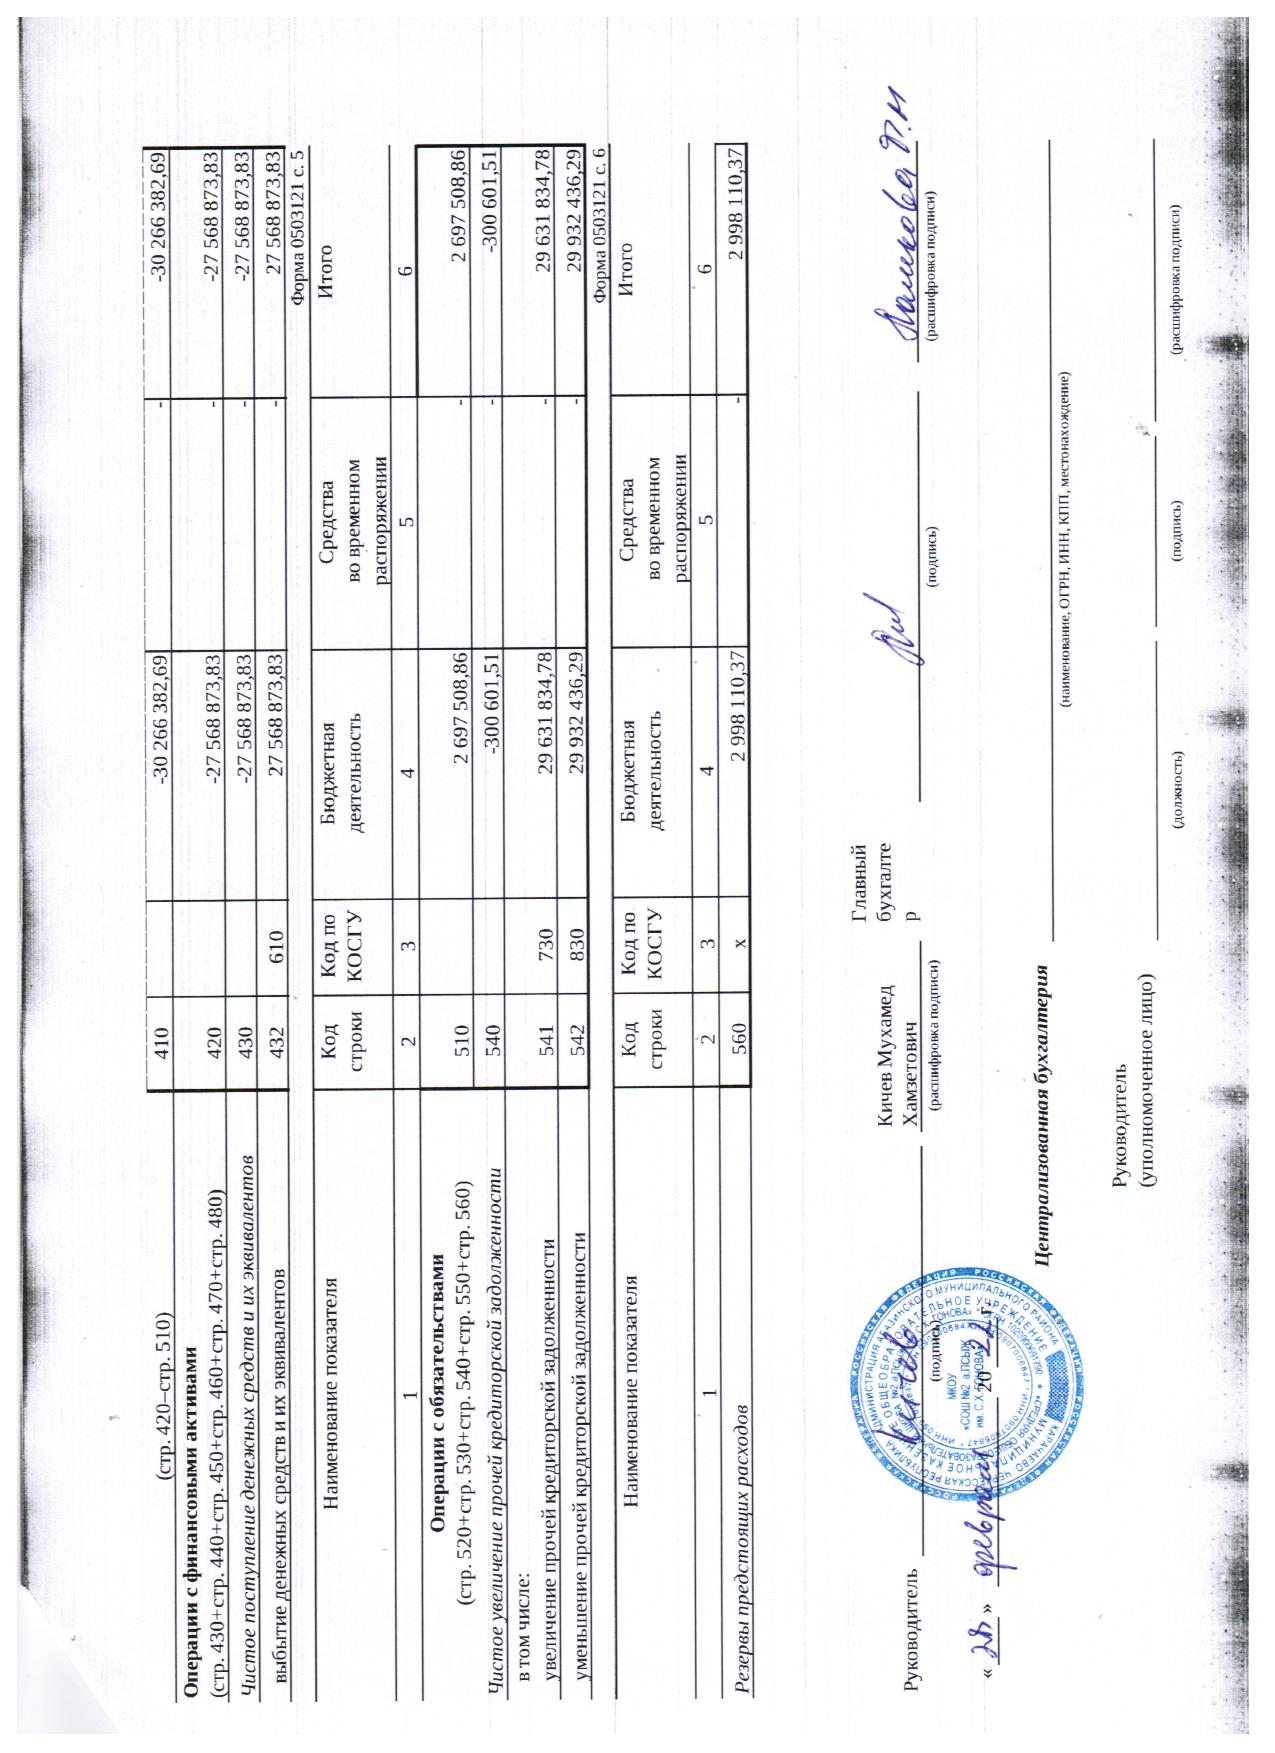 (стр. 420–стр. 510) 410 -30 266 382,69 - -30 266 382,69
Операции с финансовыми активами
(стр. 430+стр. 440+стр. 450+стр. 460+стр. 470+стр. 480) 420 -27 568 873,83 - -27 568 873,83
Чистое поступление денежных средств и их эквивалентов 430 -27 568 873,83 - -27 568 873,83
выбытие денежных средств и их эквивалентов 432 610 27 568 873,83 - 27 568 873,83
Форма 0503121 с. 5
Наименование показателя
Код
строки
Код по
КОСГУ
Бюджетная
деятельность
Средства
во временном
распоряжении
Итого
1 2 3 4 5 6
Операции с обязательствами
(стр. 520+стр. 530+стр. 540+стр. 550+стр. 560) 510 2 697 508,86 - 2 697 508,86
Чистое увеличение прочей кредиторской задолженности 540 -300 601,51 - -300 601,51
в том числе:
увеличение прочей кредиторской задолженности 541 730 29 631 834,78 - 29 631 834,78
уменьшение прочей кредиторской задолженности 542 830 29 932 436,29 - 29 932 436,29
Форма 0503121 с. 6
Наименование показателя
Код
строки
Код по
КОСГУ
Бюджетная
деятельность
Средства
во временном
распоряжении
Итого
1 2 3 4 5 6
Резервы предстоящих расходов 560 x 2 998 110,37 - 2 998 110,37
Руководитель
(подпись)
Кичев Мухамед
Хамзетович
(расшифровка подписи)
Главный
бухгалте
р
(подпись)
(расшифровка подписи)
« 28 » февраля 20 22 г.
МКОУ
«СОШ №2 а.ПСЫЖ
Централизованная бухгалтерия
(наименование, ОГРН, ИНН, КПП, местонахождение)
Руководитель
(уполномоченное лицо)
(должность) (подпись) (расшифровка подписи)